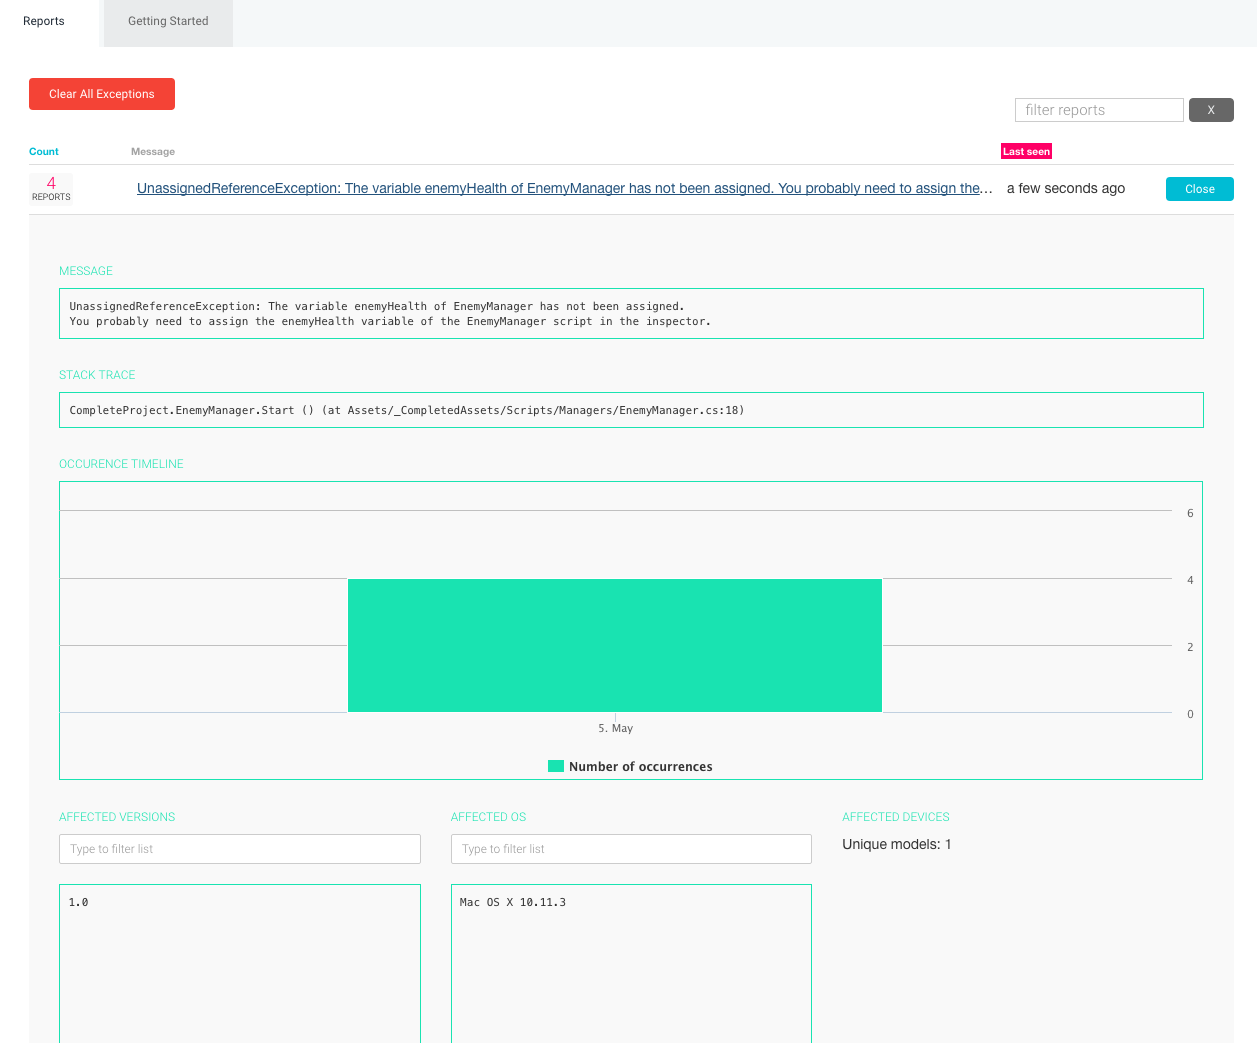 Reports
Getting Started
Clear All Exceptions
filter reports
X
Count
Message
Last seen
4
REPORTS
UnassignedReferenceException: The variable enemyHealth of EnemyManager has not been assigned. You probably need to assign the...
a few seconds ago
Close
MESSAGE
UnassignedReferenceException: The variable enemyHealth of EnemyManager has not been assigned.
You probably need to assign the enemyHealth variable of the EnemyManager script in the inspector.
STACK TRACE
CompleteProject.EnemyManager.Start () (at Assets/_CompletedAssets/Scripts/Managers/EnemyManager.cs:18)
OCCURENCE TIMELINE
6
4
2
0
5. May
Number of occurrences
AFFECTED VERSIONS
AFFECTED OS
AFFECTED DEVICES
Type to filter list
Type to filter list
Unique models: 1
1.0
Mac OS X 10.11.3